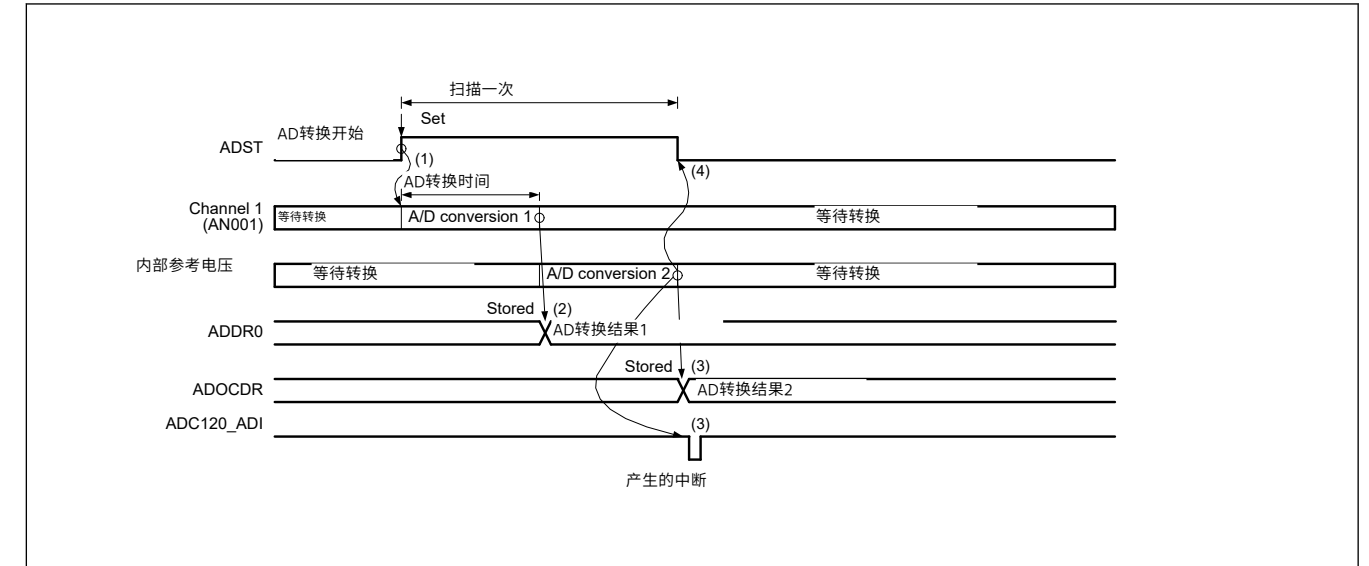 扫描一次
Set
AD转换开始
ADST
(1)
(4)
AD转换时间
Channel 1
(AN001)
等待转换
A/D conversion 1
等待转换
内部参考电压
等待转换
A/D conversion 2
等待转换
Stored
(2)
ADDR0
AD转换结果1
Stored
(3)
ADOCDR
AD转换结果2
ADC120_ADI
(3)
产生的中断